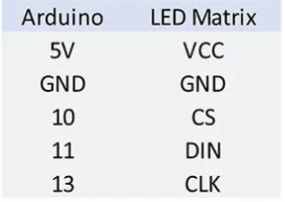 Arduino LED Matrix
5V VCC
GND GND
10 CS
11 DIN
13 CLK